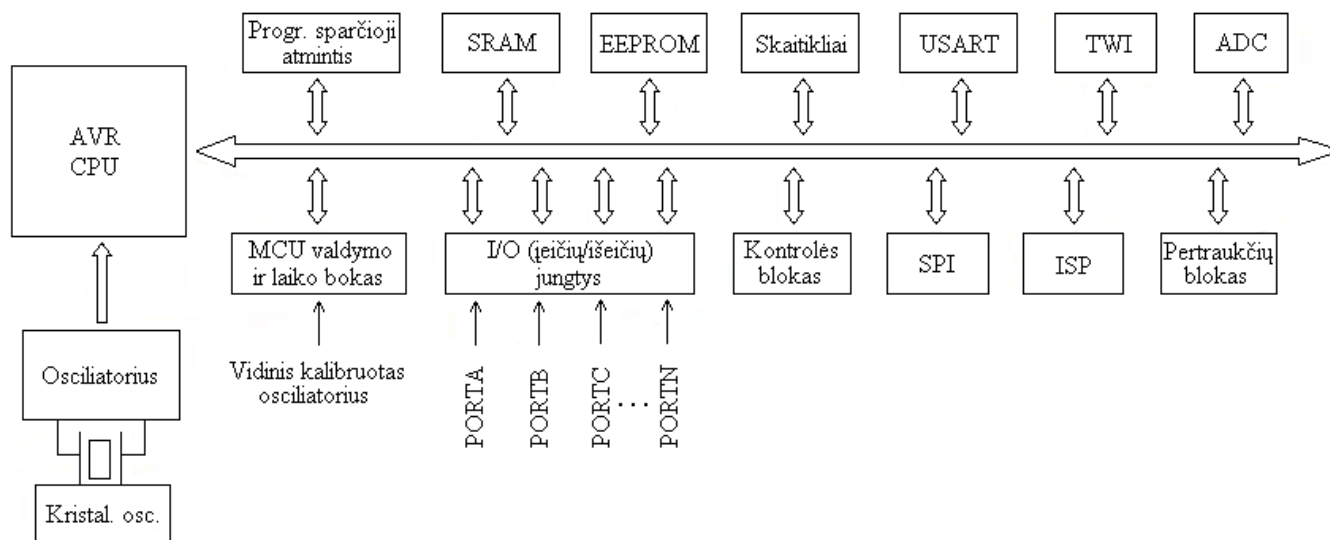 Progr. sparčioji
atmintis
SRAM
EEPROM
Skaitikliai
USART
TWI
ADC
AVR
CPU
MCU valdymo
ir laiko bokas
I/O (įeičių/išeičių)
jungtys
Kontrolės
blokas
SPI
ISP
Pertraukčių
blokas
Osciliatorius
Vidinis kalibruotas
osciliatorius
PORTA
PORTB
PORTC
...
PORTN
Kristal. osc.